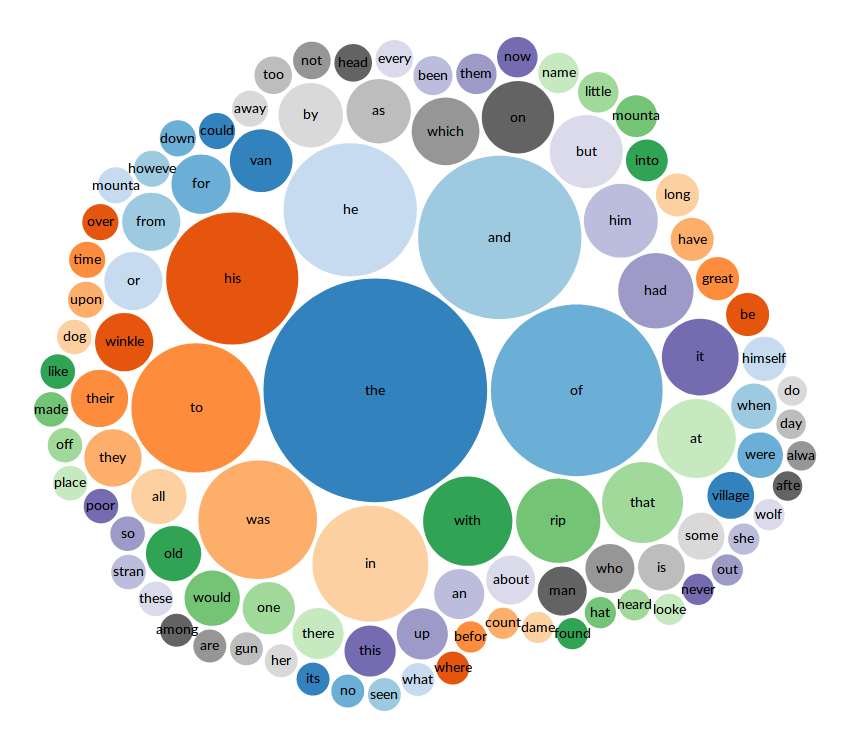 now
every
not
head
name
them
been
too
little
away
as
by
mounta
on
could
which
down
but
into
van
howeve
for
mounta
long
he
him
over
from
and
have
time
or
his
great
had
upon
be
dog
winkle
it
himself
like
the
of
do
their
made
to
when
day
at
off
they
were
alwa
place
all
afte
village
poor
that
wolf
was
with
rip
so
some
she
old
in
who
is
stran
out
about
man
never
these
an
would
one
heard
looke
hat
count
dame
among
there
up
befor
found
are
gun
this
her
where
its
what
no
seen